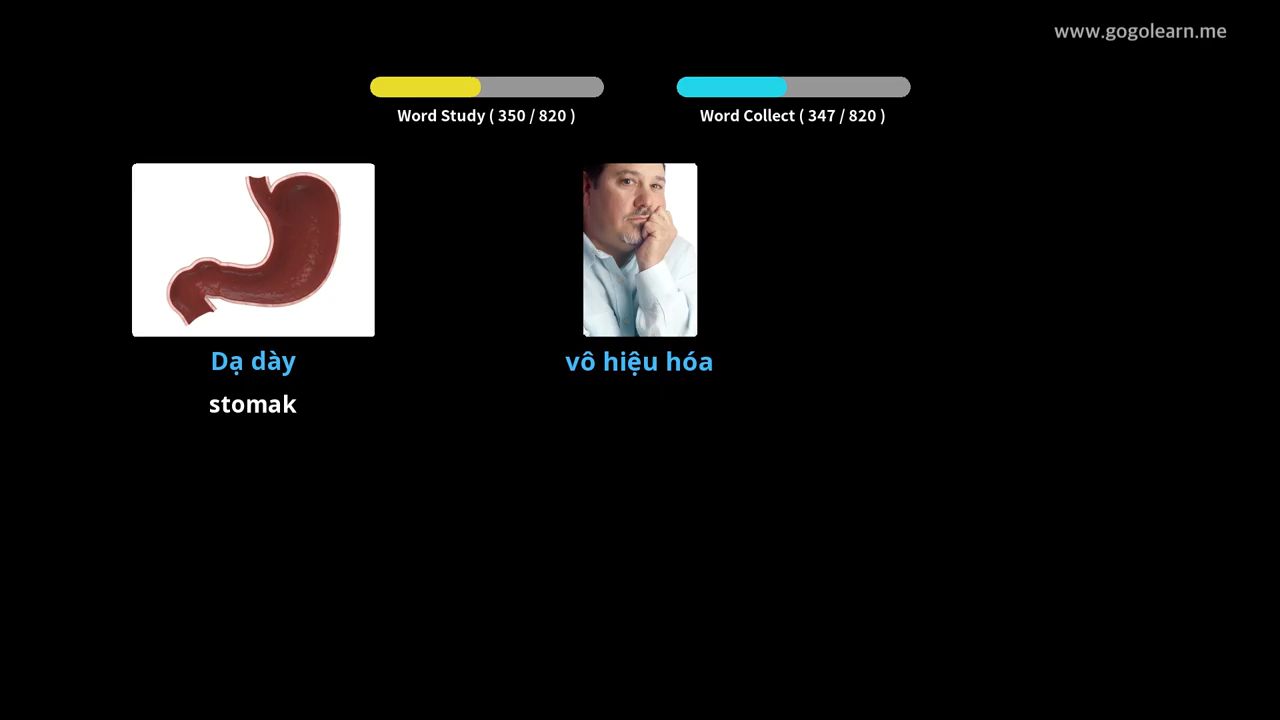 www.gogolearn.me
Word Study ( 350 / 820 )
Word Collect ( 347 / 820 )
Dạ dày
vô hiệu hóa
stomak